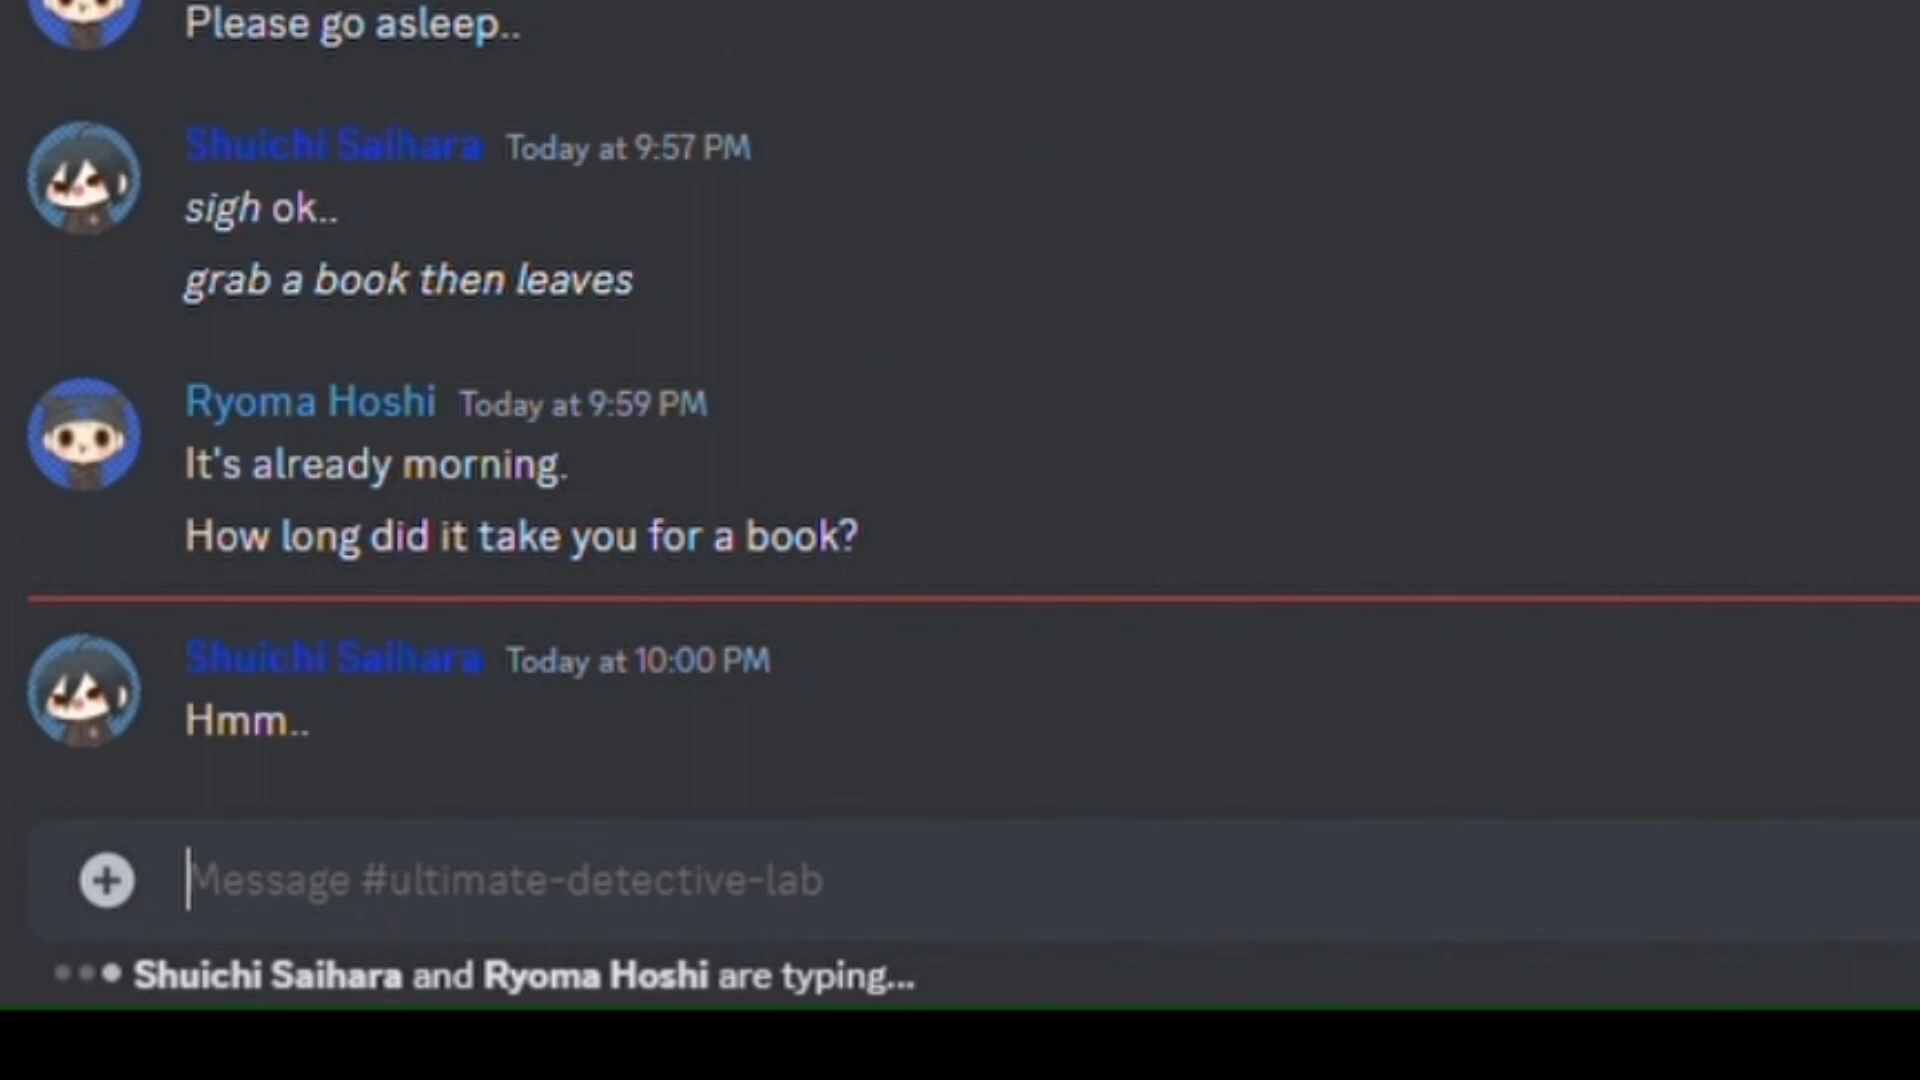 Please go asleep..
Shuichi Saihara Today at 9:57 PM
sigh ok..
grab a book then leaves
Ryoma Hoshi Today at 9:59 PM
It's already morning.
How long did it take you for a book?
Shuichi Saihara Today at 10:00 PM
Hmm..
Message #ultimate-detective-lab
Shuichi Saihara and Ryoma Hoshi are typing...